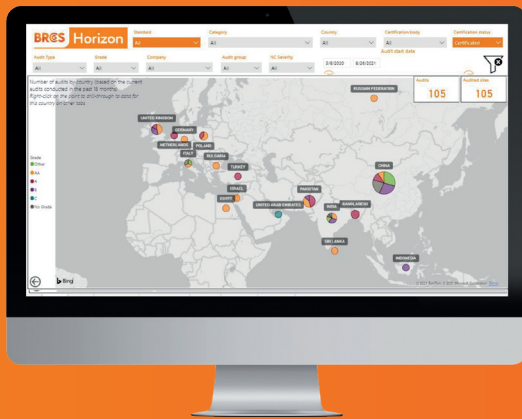 BRCS Horizon
Standard
All
Category
All
Country
All
Certification body
All
Certification status
Certificated
Audit Type
All
Grade
All
Company
All
Audit group
All
NC Severity
All
Audit start date
3/8/2020 8/28/2021
Number of audits by country (based on the current
audits conducted in the past 18 months)
Right-click on the point to drill-through to data for
this country on other tabs
Audits
105
Audited sites
105
RUSSIAN FEDERATION
UNITED KINGDOM
GERMANY
NETHERLANDS
POLAND
ITALY
BULGARIA
TURKEY
CHINA
ISRAEL
EGYPT
PAKISTAN
UNITED ARAB EMIRATES
INDIA
BANGLADESH
SRI LANKA
INDONESIA
Grade
Other
AA
A
B
C
No Grade
Bing